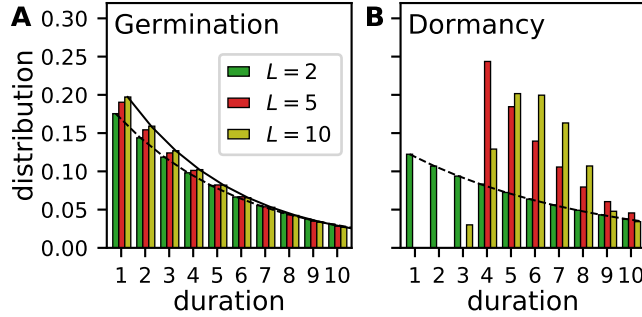 A
Germination
B
Dormancy
0.30
0.25
0.20
0.15
0.10
0.05
0.00
distribution
L = 2
L = 5
L = 10
1 2 3 4 5 6 7 8 9 10
1 2 3 4 5 6 7 8 9 10
duration
duration